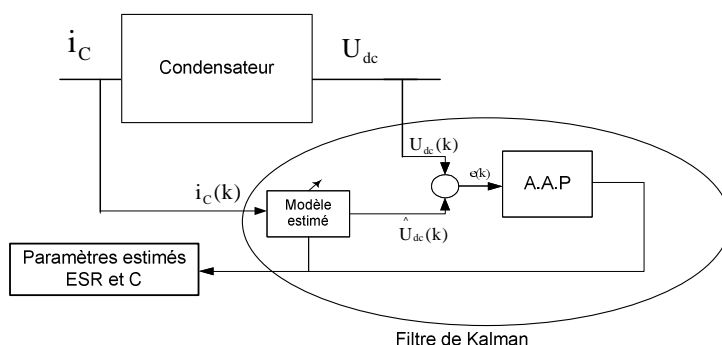 i_C
Condensateur
U_dc
U_dc(k)
i_C(k)
e(k)
A.A.P
Modèle
estimé
Û_dc(k)
Paramètres estimés
ESR et C
Filtre de Kalman